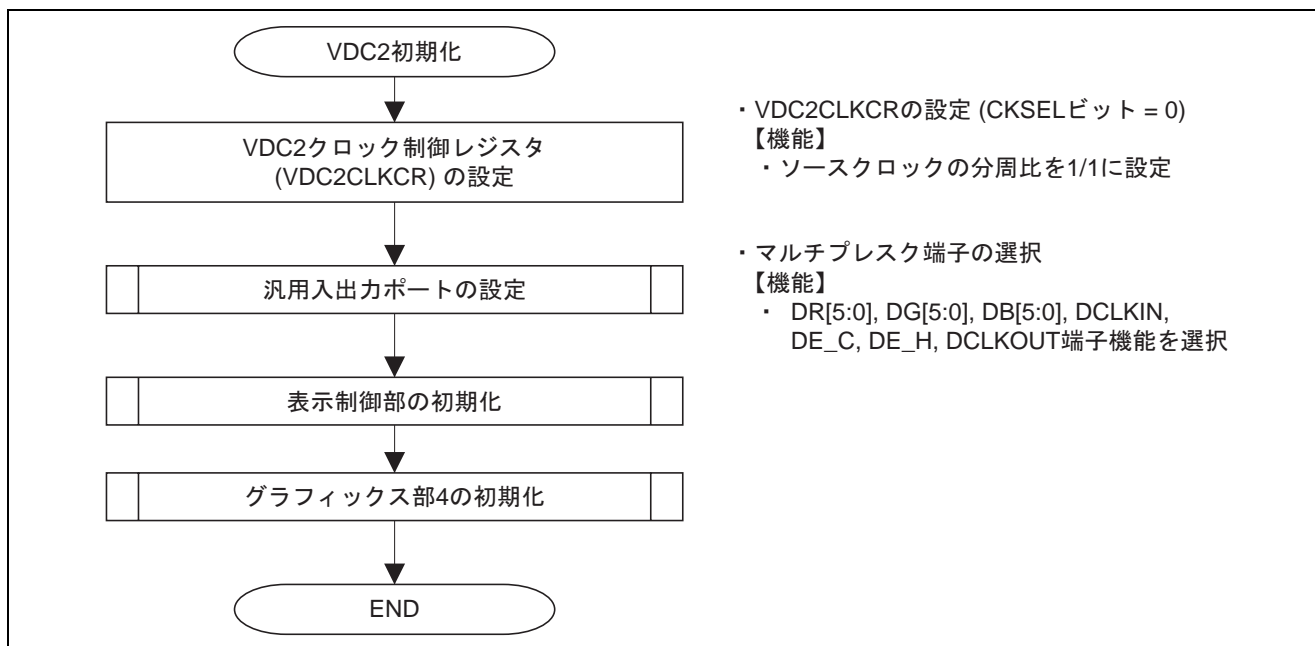 VDC2初期化
VDC2クロック制御レジスタ
(VDC2CLKCR) の設定
・VDC2CLKCRの設定 (CKSELビット = 0)
【機能】
・ソースクロックの分周比を1/1に設定
汎用入出力ポートの設定
・マルチプレスク端子の選択
【機能】
・ DR[5:0], DG[5:0], DB[5:0], DCLKIN,
DE_C, DE_H, DCLKOUT端子機能を選択
表示制御部の初期化
グラフィックス部4の初期化
END